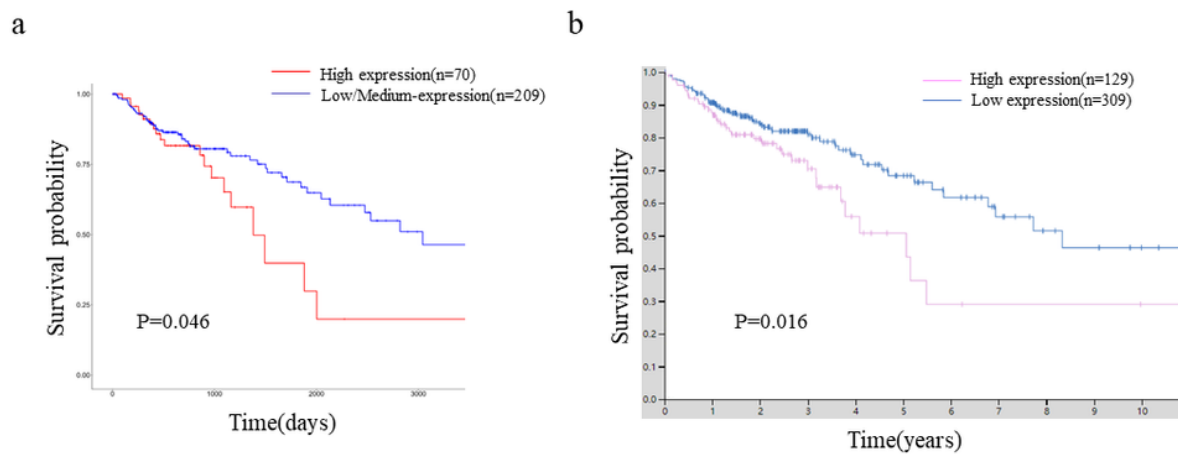 a
High expression(n=70)
Low/Medium-expression(n=209)
1.00
0.75
0.50
0.25
0.00
Survival probability
P=0.046
0 1000 2000 3000
Time(days)
b
High expression(n=129)
Low expression(n=309)
1.0
0.9
0.8
0.7
0.6
0.5
0.4
0.3
0.2
0.1
0.0
Survival probability
P=0.016
0 1 2 3 4 5 6 7 8 9 10
Time(years)